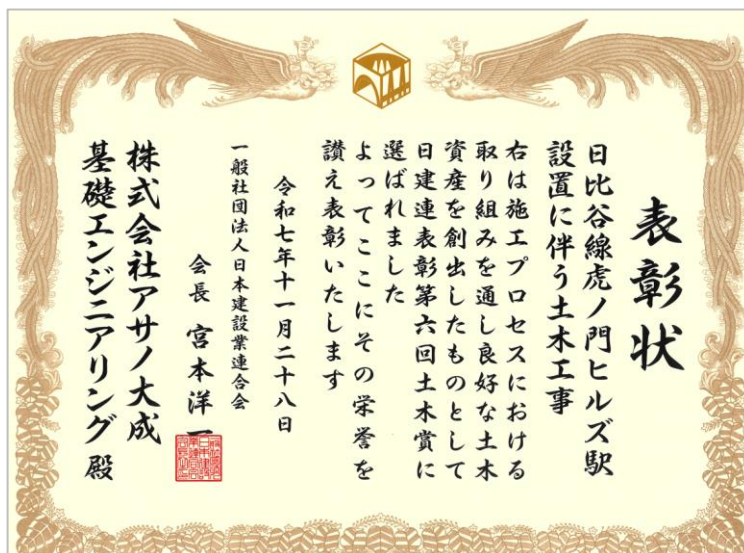 表彰状
日比谷線虎ノ門ヒルズ駅
設置に伴う土木工事
右は施工プロセスにおける
取り組みを通し良好な土木
資産を創出したものとして
日建連表彰第六回土木賞に
選ばれました
よってここにその栄誉を
讃え表彰いたします
令和七年十一月二十八日
一般社団法人日本建設業連合会
会長 宮本洋一
株式会社アサノ大成
基礎エンジニアリング 殿